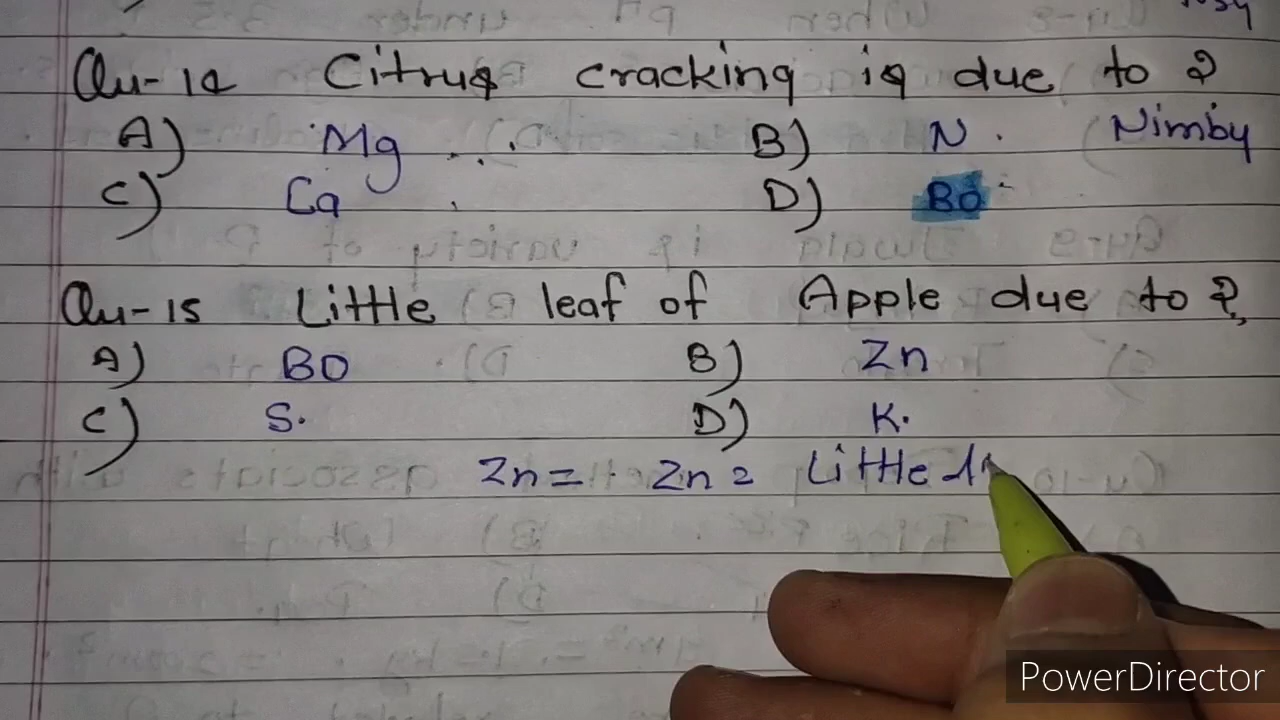 Qu-14 Citrus cracking is due to ?
A) Mg B) N. Nimby
C) Ca D) BO
Qu-15 Little leaf of Apple due to ?
A) BO B) Zn
C) S. D) K.
Zn = Zn = Little
PowerDirector